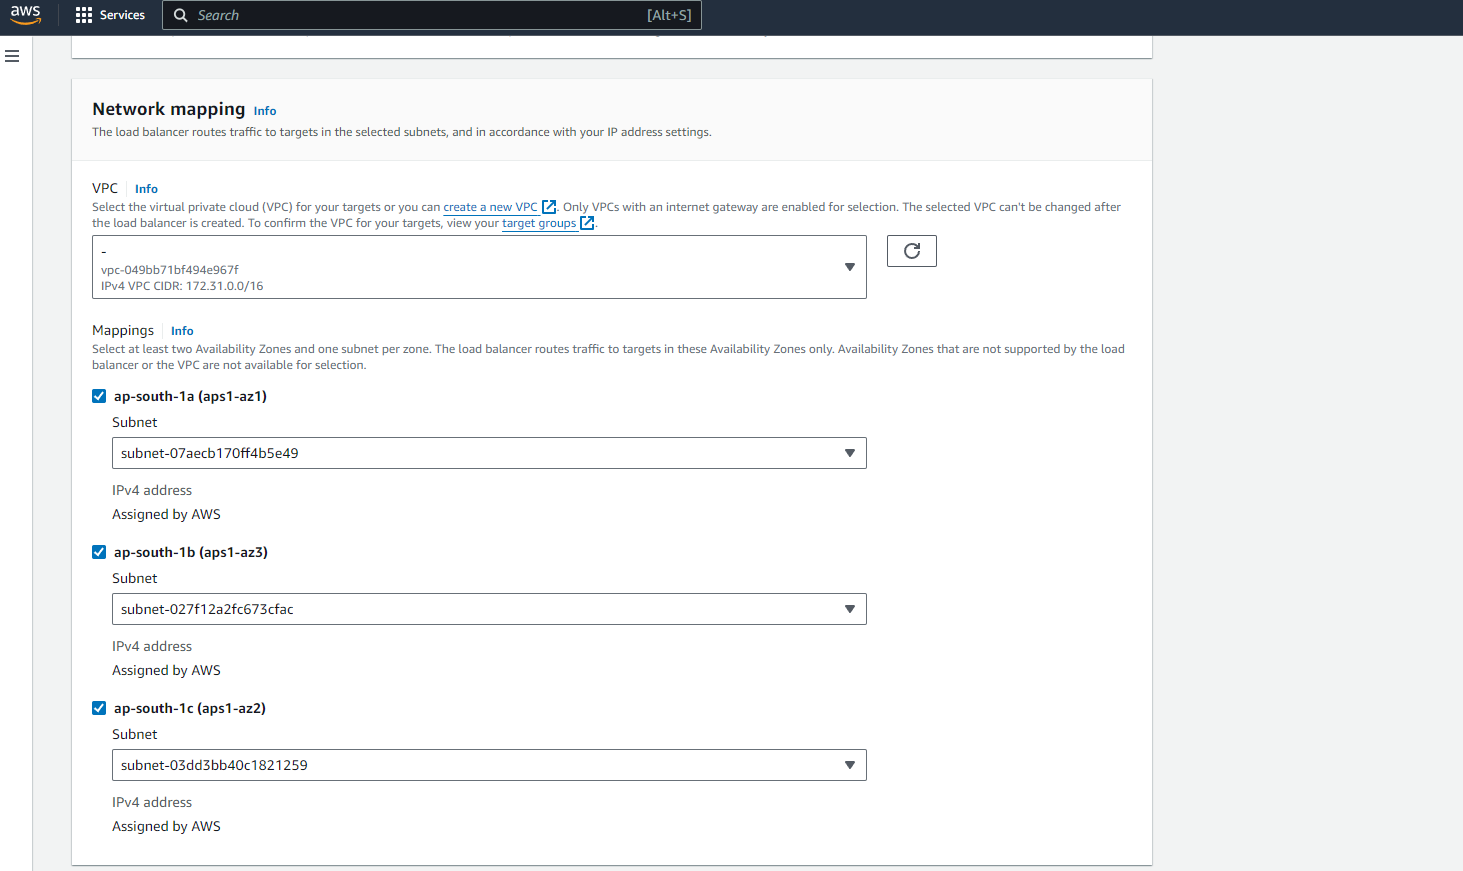 aws
Services
Search
[Alt+S]
Network mapping Info
The load balancer routes traffic to targets in the selected subnets, and in accordance with your IP address settings.
VPC Info
Select the virtual private cloud (VPC) for your targets or you can create a new VPC. Only VPCs with an internet gateway are enabled for selection. The selected VPC can't be changed after
the load balancer is created. To confirm the VPC for your targets, view your target groups.
-
vpc-049bb71bf494e967f
IPv4 VPC CIDR: 172.31.0.0/16
Mappings Info
Select at least two Availability Zones and one subnet per zone. The load balancer routes traffic to targets in these Availability Zones only. Availability Zones that are not supported by the load
balancer or the VPC are not available for selection.
ap-south-1a (aps1-az1)
Subnet
subnet-07aecb170ff4b5e49
IPv4 address
Assigned by AWS
ap-south-1b (aps1-az3)
Subnet
subnet-027f12a2fc673cfac
IPv4 address
Assigned by AWS
ap-south-1c (aps1-az2)
Subnet
subnet-03dd3bb40c1821259
IPv4 address
Assigned by AWS